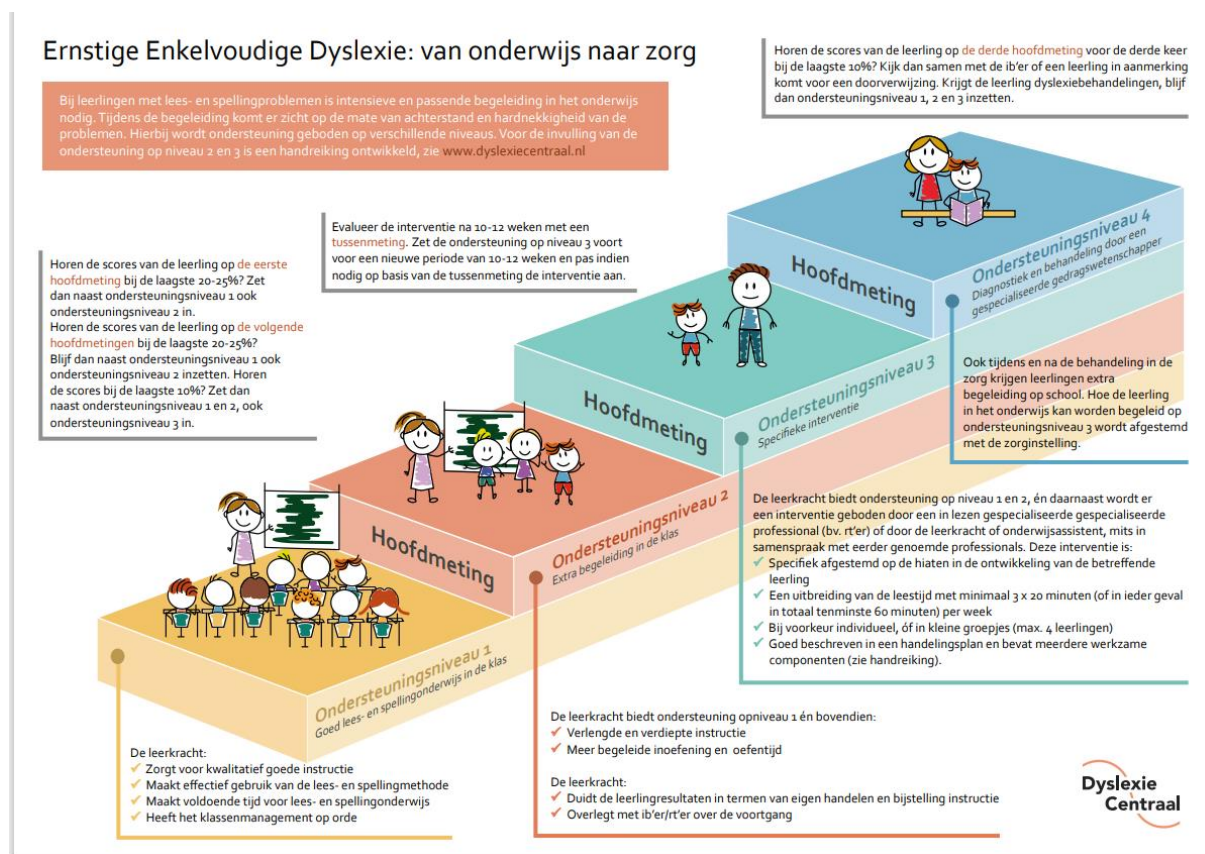 Ernstige Enkelvoudige Dyslexie: van onderwijs naar zorg
Bij leerlingen met lees- en spellingproblemen is intensieve en passende begeleiding in het onderwijs
nodig. Tijdens de begeleiding komt er zicht op de mate van achterstand en hardnekkigheid van de
problemen. Hierbij wordt ondersteuning geboden op verschillende niveaus. Voor de invulling van de
ondersteuning op niveau 2 en 3 is een handreiking ontwikkeld, zie www.dyslexiecentraal.nl
Horen de scores van de leerling op de derde hoofdmeting voor de derde keer
bij de laagste 10%? Kijk dan samen met de ib'er of een leerling in aanmerking
komt voor een doorverwijzing. Krijgt de leerling dyslexiebehandelingen, blijf
dan ondersteuningsniveau 1, 2 en 3 inzetten.
Evalueer de interventie na 10-12 weken met een
tussenmeting. Zet de ondersteuning op niveau 3 voort
voor een nieuwe periode van 10-12 weken en pas indien
nodig op basis van de tussenmeting de interventie aan.
Horen de scores van de leerling op de eerste
hoofdmeting bij de laagste 20-25%? Zet
dan naast ondersteuningsniveau 1 ook
ondersteuningsniveau 2 in.
Horen de scores van de leerling op de volgende
hoofdmetingen bij de laagste 20-25%?
Blijf dan naast ondersteuningsniveau 1 ook
ondersteuningsniveau 2 inzetten. Horen
de scores bij de laagste 10%? Zet dan
naast ondersteuningsniveau 1 en 2, ook
ondersteuningsniveau 3 in.
Hoofdmeting
Ondersteuningsniveau 4
Diagnostiek en behandeling door een
gespecialiseerde gedragswetenschapper
Hoofdmeting
Ondersteuningsniveau 3
Specifieke interventie
Hoofdmeting
Ondersteuningsniveau 2
Extra begeleiding in de klas
Ondersteuningsniveau 1
Goed lees- en spellingonderwijs in de klas
Ook tijdens en na de behandeling in de
zorg krijgen leerlingen extra
begeleiding op school. Hoe de leerling
in het onderwijs kan worden begeleid op
ondersteuningsniveau 3 wordt afgestemd
met de zorginstelling.
De leerkracht biedt ondersteuning op niveau 1 en 2, én daarnaast wordt er
een interventie geboden door een in lezen gespecialiseerde gespecialiseerde
professional (bv. rt'er) of door de leerkracht of onderwijsassistent, mits in
samenspraak met eerder genoemde professionals. Deze interventie is:
✓ Specifiek afgestemd op de hiaten in de ontwikkeling van de betreffende
leerling
✓ Een uitbreiding van de leestijd met minimaal 3 x 20 minuten (of in ieder geval
in totaal tenminste 60 minuten) per week
✓ Bij voorkeur individueel, óf in kleine groepjes (max. 4 leerlingen)
✓ Goed beschreven in een handelingsplan en bevat meerdere werkzame
componenten (zie handreiking).
De leerkracht biedt ondersteuning opniveau 1 én bovendien:
✓ Verlengde en verdiepte instructie
✓ Meer begeleide inoefening en oefentijd
De leerkracht:
✓ Duidt de leerlingresultaten in termen van eigen handelen en bijstelling instructie
✓ Overlegt met ib'er/rt'er over de voortgang
De leerkracht:
✓ Zorgt voor kwalitatief goede instructie
✓ Maakt effectief gebruik van de lees- en spellingmethode
✓ Maakt voldoende tijd voor lees- en spellingonderwijs
✓ Heeft het klassenmanagement op orde
Dyslexie
Centraal